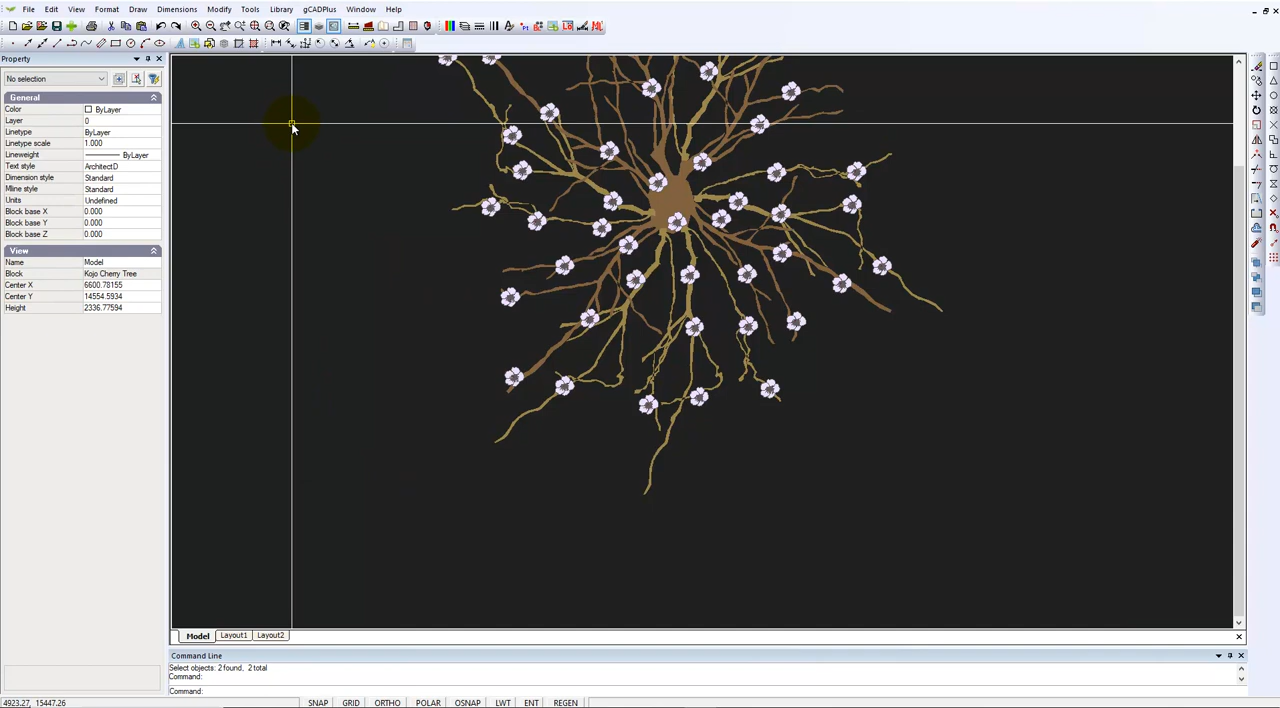 File Edit View Insert Format Draw Dimensions Modify Tools Library gCADPlus Window Help
Property
No selection
General
Color ByLayer
Layer 0
Linetype ByLayer
Linetype scale 1.000
Lineweight ByLayer
Text style ArchitectD
Dimension style Standard
Mline style Standard
Units Undefined
Block base X 0.000
Block base Y 0.000
Block base Z 0.000
View
Name Model
Block Kojo Cherry Tree
Center X 6600.78155
Center Y 14554.5934
Height 2336.77594
Model Layout1 Layout2
Command Line
Select objects: 2 found, 2 total
Command:
Command:
4923.27, 15447.26 SNAP GRID ORTHO POLAR OSNAP LWT ENT REGEN